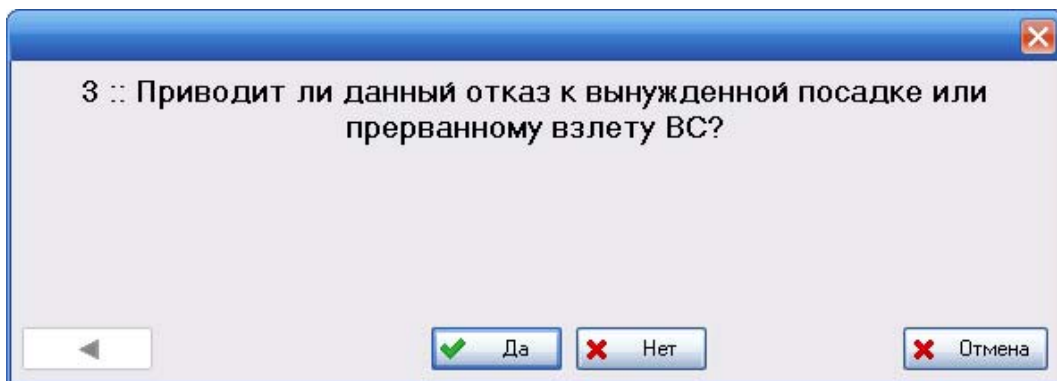 3 :: Приводит ли данный отказ к вынужденной посадке или
прерванному взлету ВС?
Да Нет Отмена